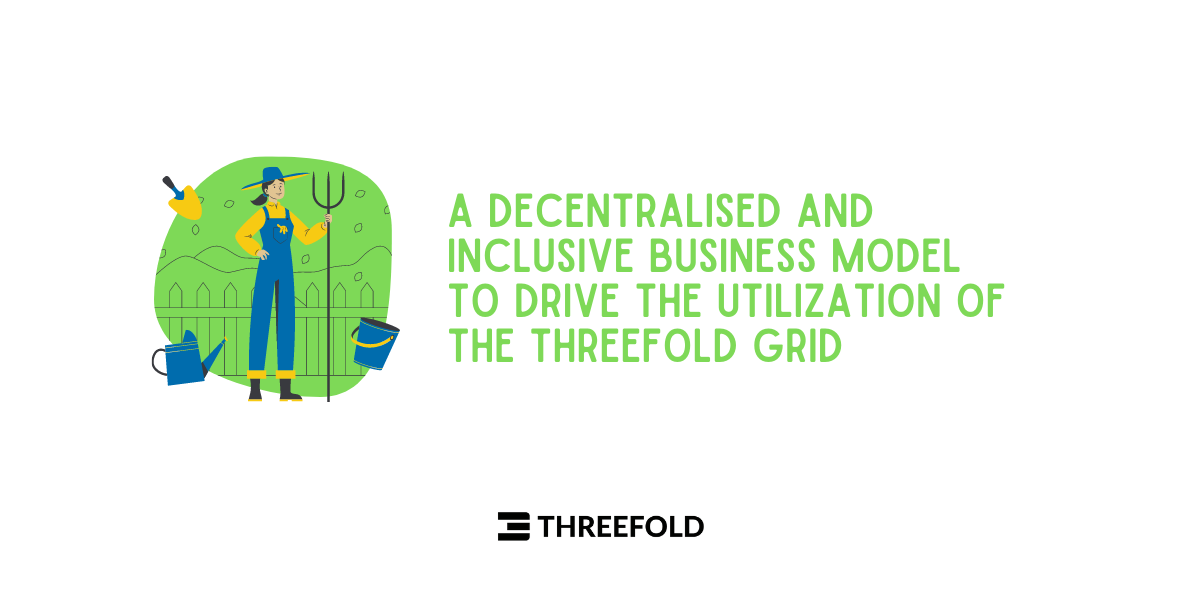 A DECENTRALISED AND
INCLUSIVE BUSINESS MODEL
TO DRIVE THE UTILIZATION OF
THE THREEFOLD GRID
THREEFOLD